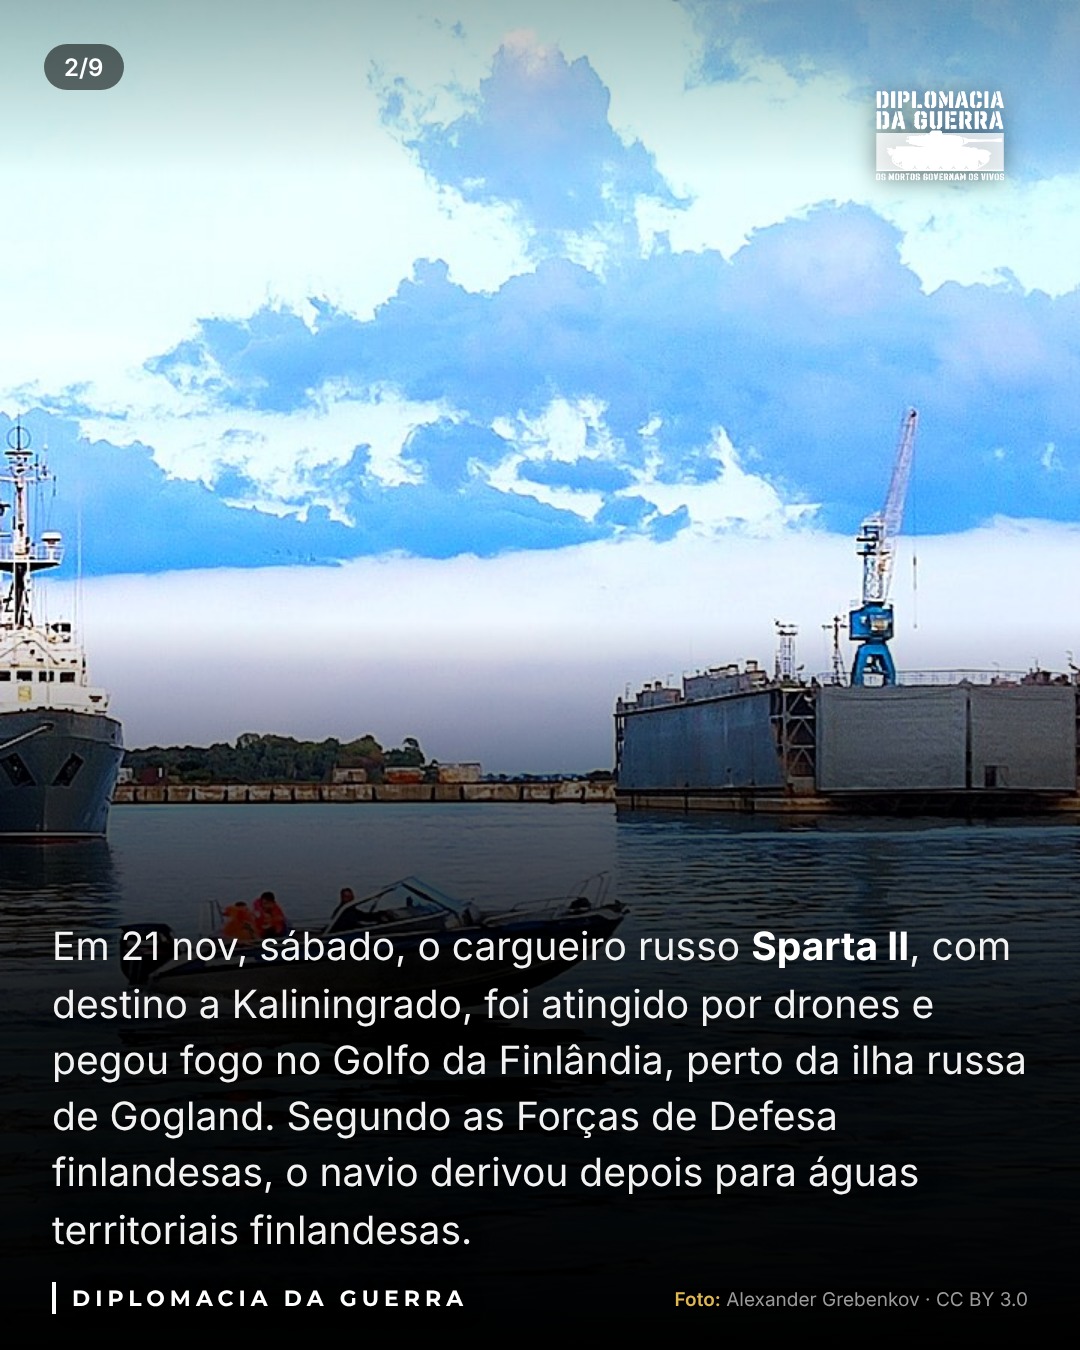 2/9
DIPLOMACIA
DA GUERRA
OS MORTOS GOVERNAM OS VIVOS
Em 21 nov, sábado, o cargueiro russo Sparta II, com
destino a Kaliningrado, foi atingido por drones e
pegou fogo no Golfo da Finlândia, perto da ilha russa
de Gogland. Segundo as Forças de Defesa
finlandesas, o navio derivou depois para águas
territoriais finlandesas.
DIPLOMACIA DA GUERRA
Foto: Alexander Grebenkov · CC BY 3.0